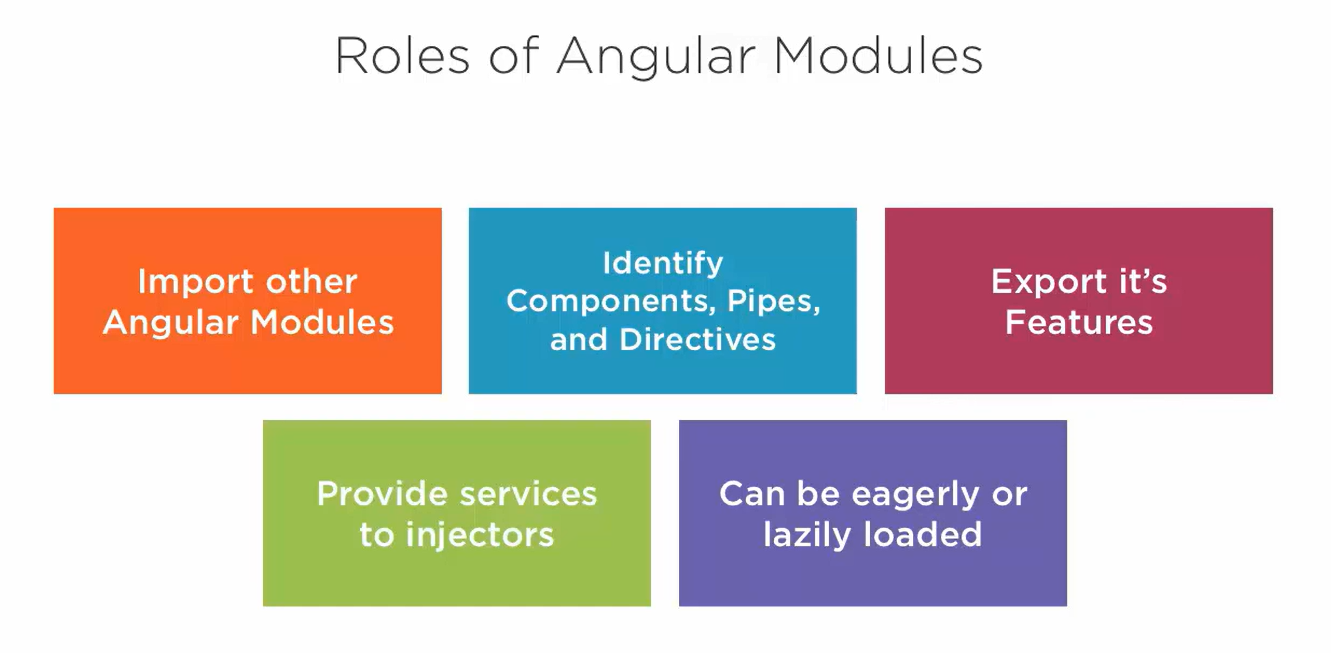 Roles of Angular Modules
Import other
Angular Modules
Identify
Components, Pipes,
and Directives
Export it’s
Features
Provide services
to injectors
Can be eagerly or
lazily loaded